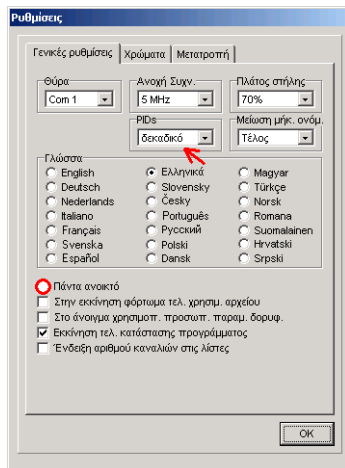 Ρυθμίσεις
Γενικές ρυθμίσεις Χρώματα Μετατροπή
Θύρα Ανοχή Συχν. Πλάτος στήλης
Com 1 5 MHz 70%
PIDs Μείωση μήκ. ονόμ.
δεκαδικό Τέλος
Γλώσσα
English Ελληνικά Magyar
Deutsch Slovensky Türkçe
Nederlands Česky Norsk
Italiano Português Romana
Français Русский Suomalainen
Svenska Polski Hrvatski
Español Dansk Srpski
Πάντα ανοικτό
Στην εκκίνηση φόρτωμα τελ. χρησιμ. αρχείου
Στο άνοιγμα χρησιμοπ. προσωπ. παραμ. δορυφ.
Εκκίνηση τελ. κατάστασης προγράμματος
Ένδειξη αριθμού καναλιών στις λίστες
OK